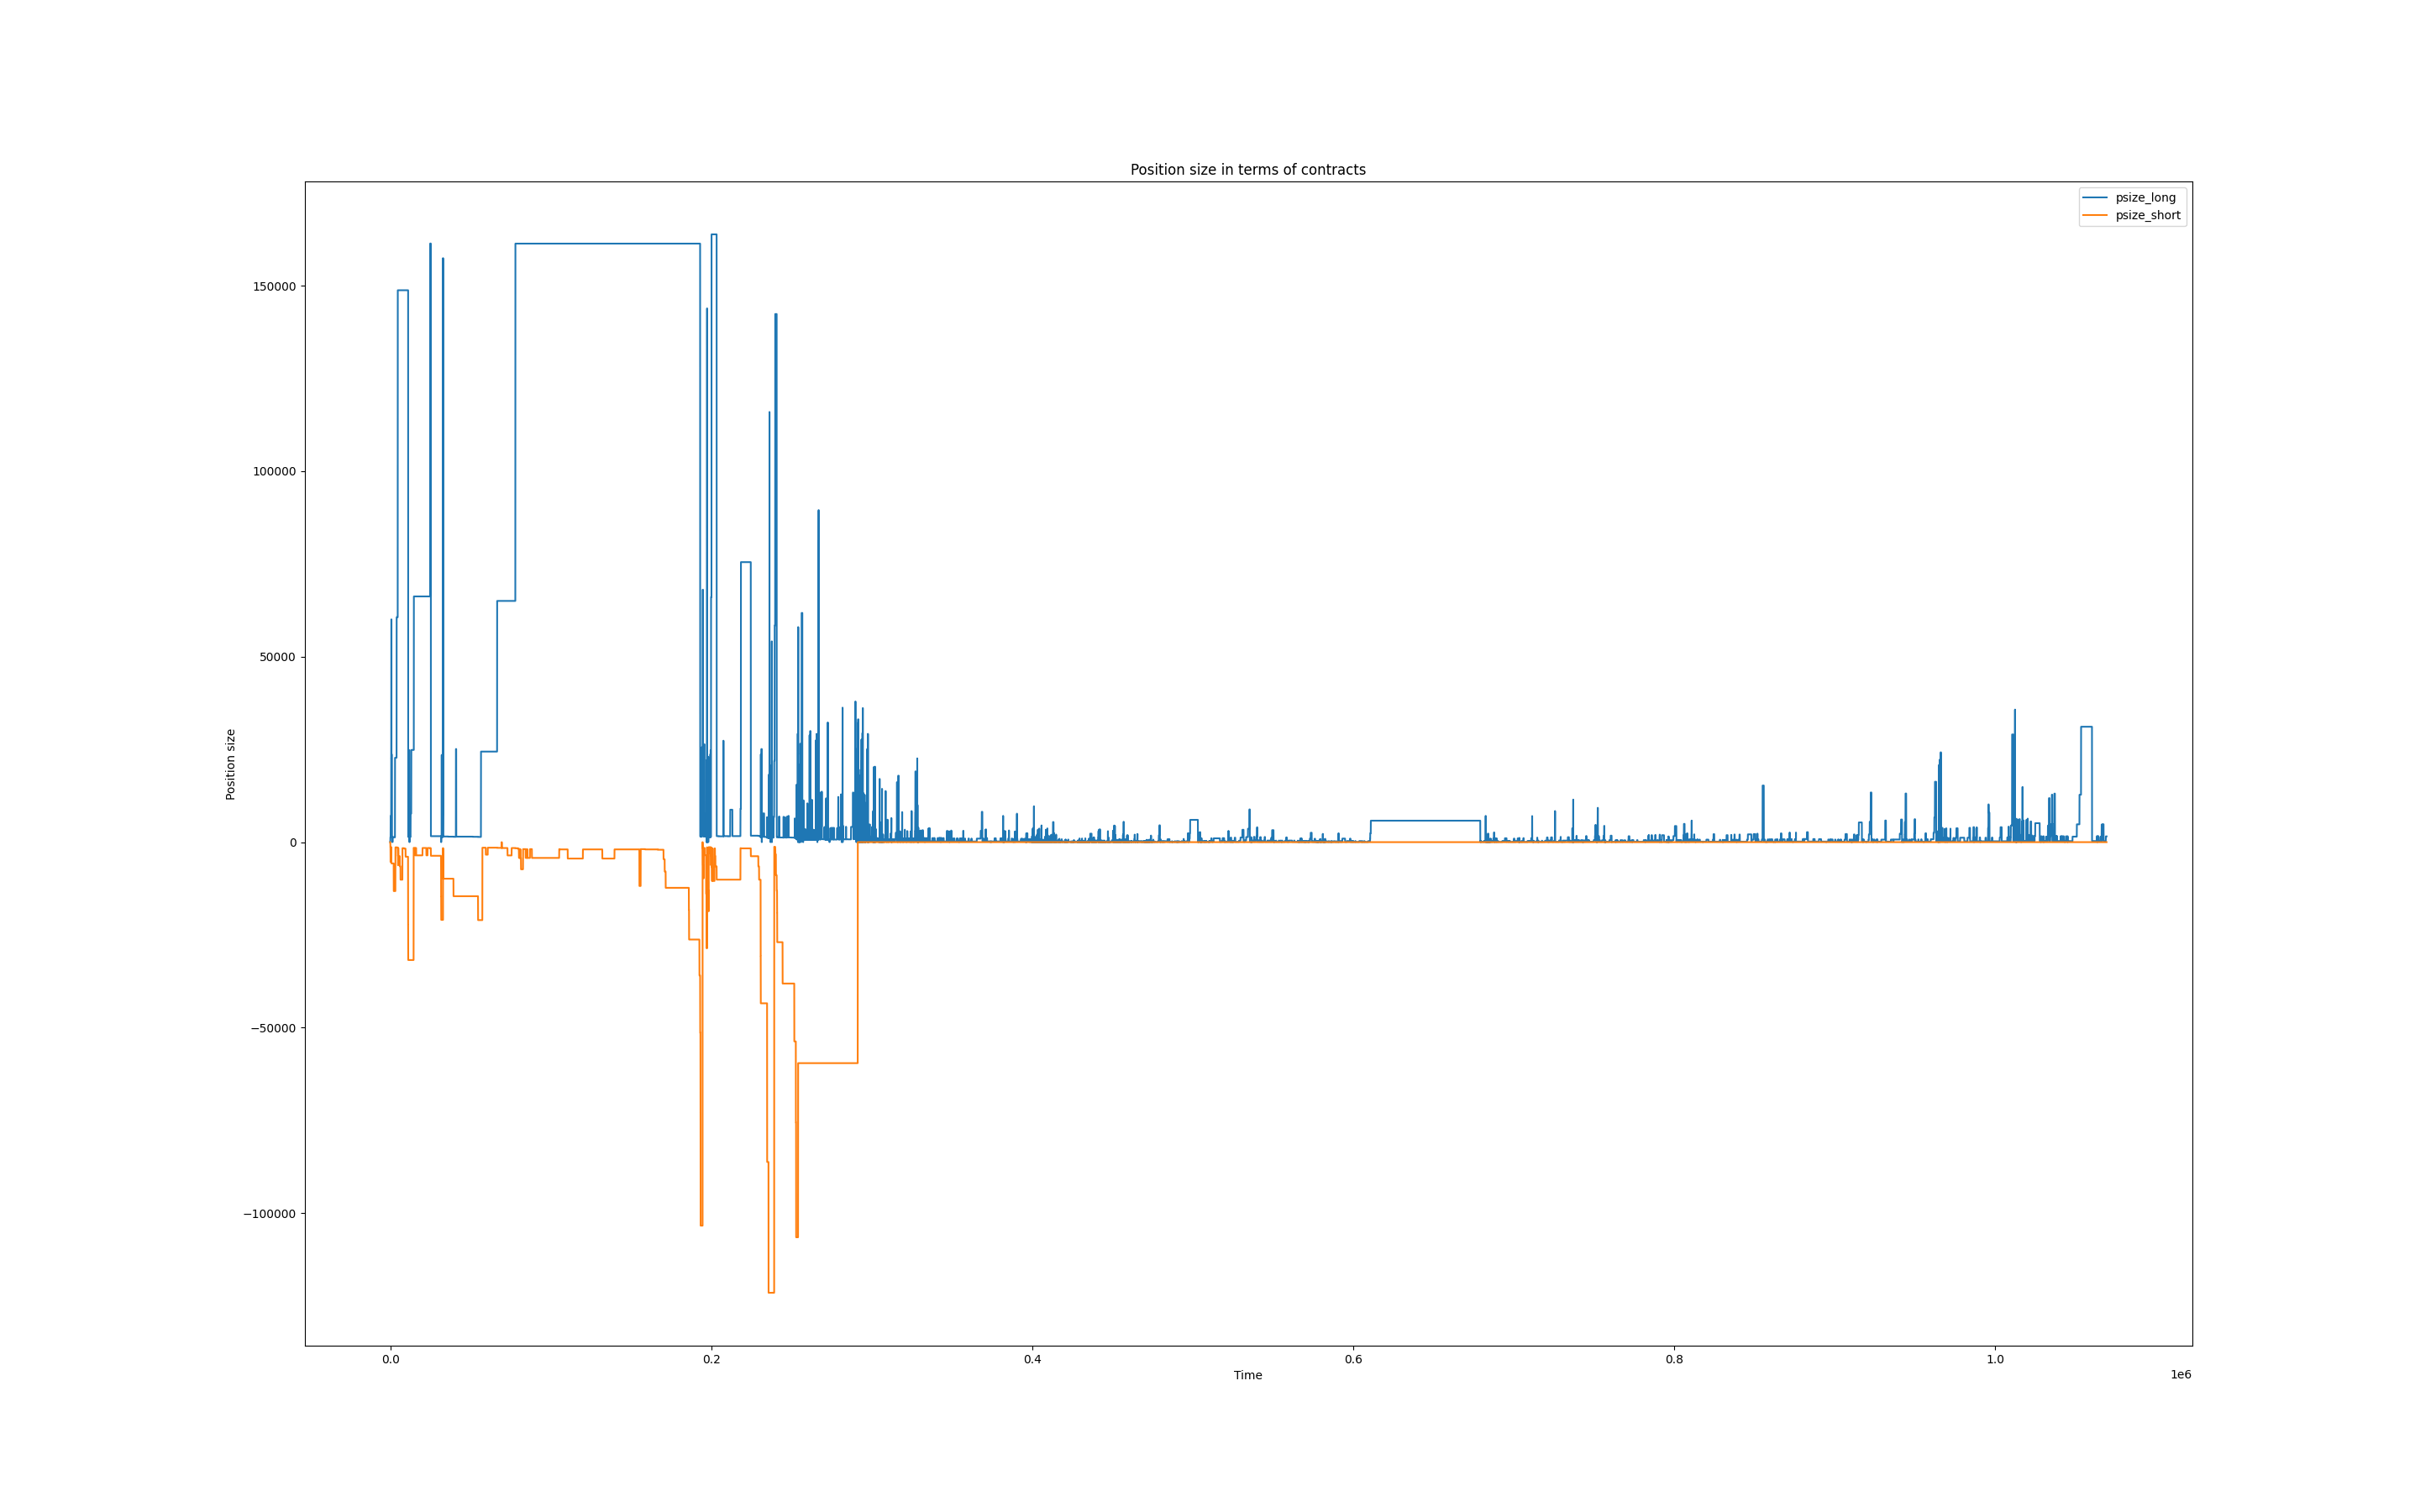 Position size in terms of contracts
psize_long
psize_short
150000
100000
50000
0
−50000
−100000
Position size
0.0
0.2
0.4
0.6
0.8
1.0
1e6
Time